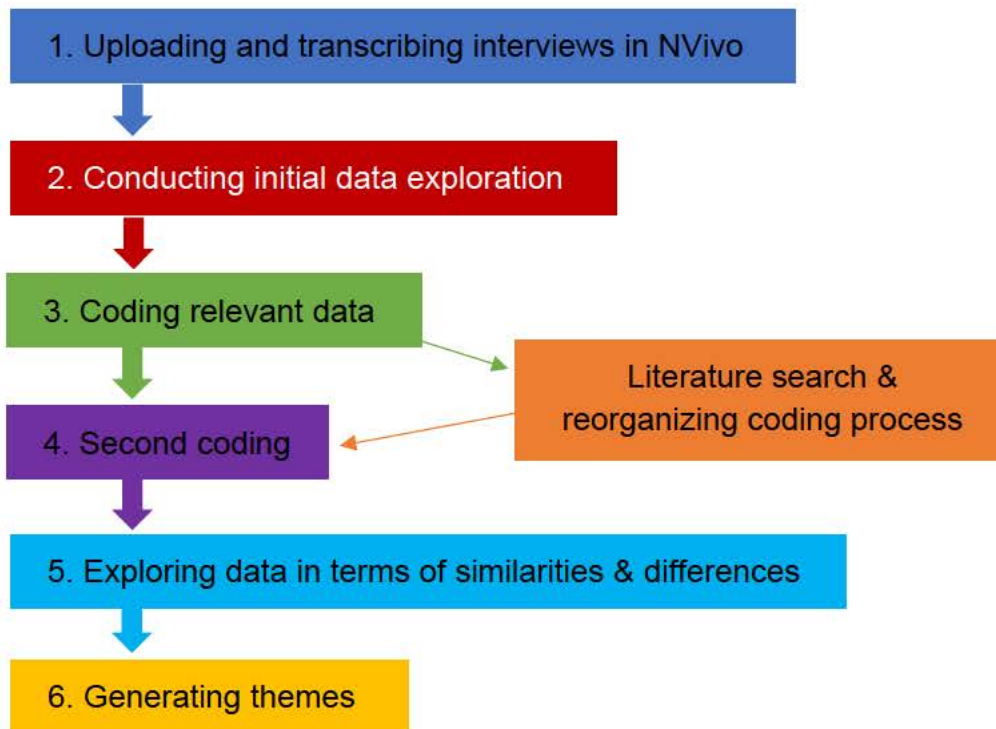 1. Uploading and transcribing interviews in NVivo
2. Conducting initial data exploration
3. Coding relevant data
Literature search &
reorganizing coding process
4. Second coding
5. Exploring data in terms of similarities & differences
6. Generating themes